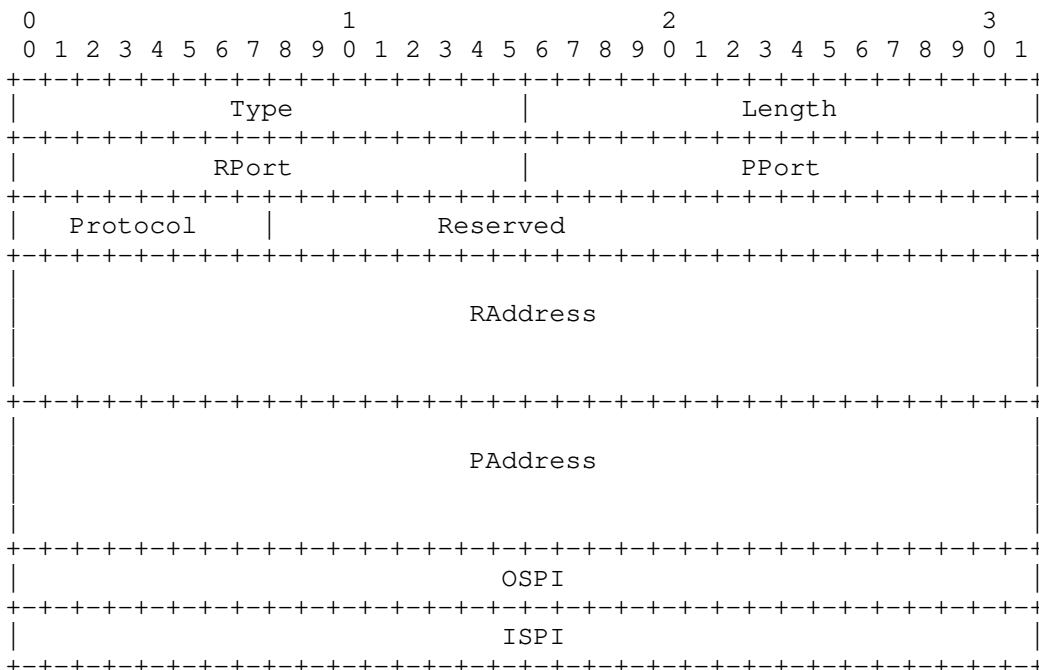 0                   1                   2                   3
0 1 2 3 4 5 6 7 8 9 0 1 2 3 4 5 6 7 8 9 0 1 2 3 4 5 6 7 8 9 0 1
+-+-+-+-+-+-+-+-+-+-+-+-+-+-+-+-+-+-+-+-+-+-+-+-+-+-+-+-+-+-+-+-+
| Type | Length |
+-+-+-+-+-+-+-+-+-+-+-+-+-+-+-+-+-+-+-+-+-+-+-+-+-+-+-+-+-+-+-+-+
| RPort | PPort |
+-+-+-+-+-+-+-+-+-+-+-+-+-+-+-+-+-+-+-+-+-+-+-+-+-+-+-+-+-+-+-+-+
| Protocol | Reserved |
+-+-+-+-+-+-+-+-+-+-+-+-+-+-+-+-+-+-+-+-+-+-+-+-+-+-+-+-+-+-+-+-+
| |
| RAddress |
| |
| |
+-+-+-+-+-+-+-+-+-+-+-+-+-+-+-+-+-+-+-+-+-+-+-+-+-+-+-+-+-+-+-+-+
| |
| PAddress |
| |
| |
+-+-+-+-+-+-+-+-+-+-+-+-+-+-+-+-+-+-+-+-+-+-+-+-+-+-+-+-+-+-+-+-+
| OSPI |
+-+-+-+-+-+-+-+-+-+-+-+-+-+-+-+-+-+-+-+-+-+-+-+-+-+-+-+-+-+-+-+-+
| ISPI |
+-+-+-+-+-+-+-+-+-+-+-+-+-+-+-+-+-+-+-+-+-+-+-+-+-+-+-+-+-+-+-+-+